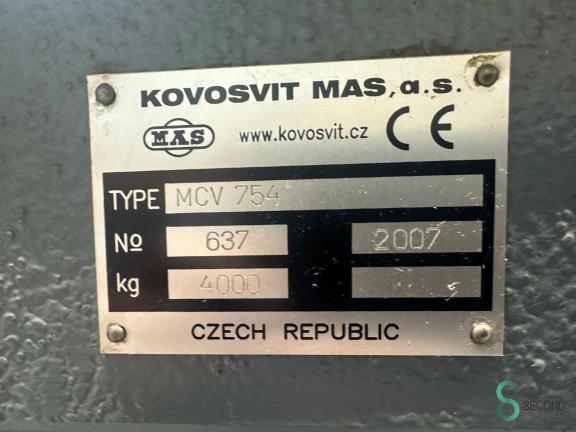 KOVOSVIT MAS, a.s.
MAS www.kovosvit.cz CE
TYPE MCV 754
Nº 637 2007
kg 4000
CZECH REPUBLIC
SECOND